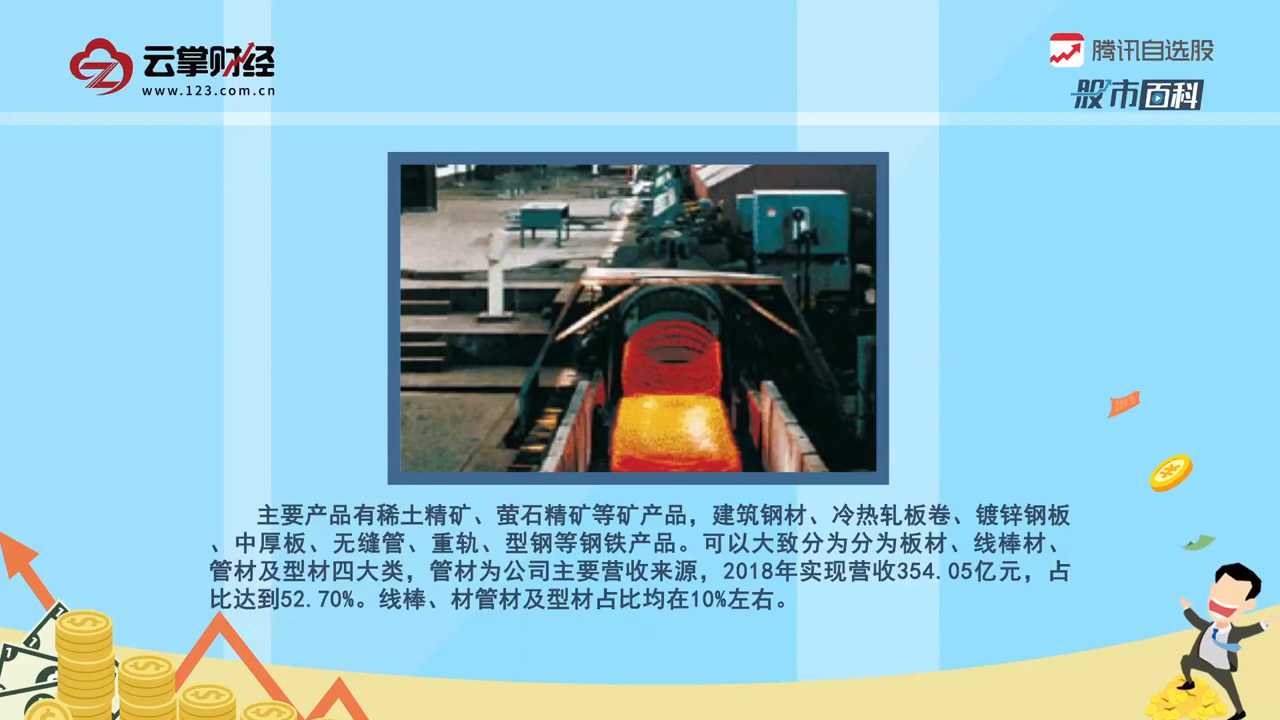 云掌财经
www.123.com.cn
腾讯自选股
股市百科
主要产品有稀土精矿、萤石精矿等矿产品，建筑钢材、冷热轧板卷、镀锌钢板
、中厚板、无缝管、重轨、型钢等钢铁产品。可以大致分为分为板材、线棒材、
管材及型材四大类，管材为公司主要营收来源，2018年实现营收354.05亿元，占
比达到52.70%。线棒、材管材及型材占比均在10%左右。